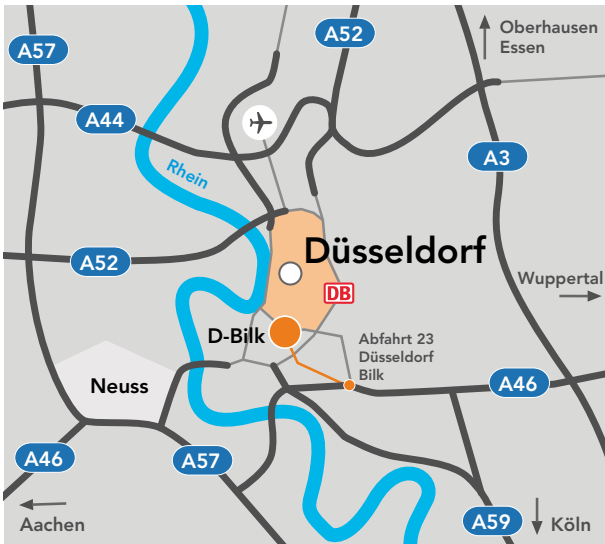 A57
A52
Oberhausen
Essen
A44
A3
Rhein
A52
Düsseldorf
Wuppertal
DB
D-Bilk
Abfahrt 23
Düsseldorf
Bilk
Neuss
A46
A46
A57
A59
Aachen
Köln